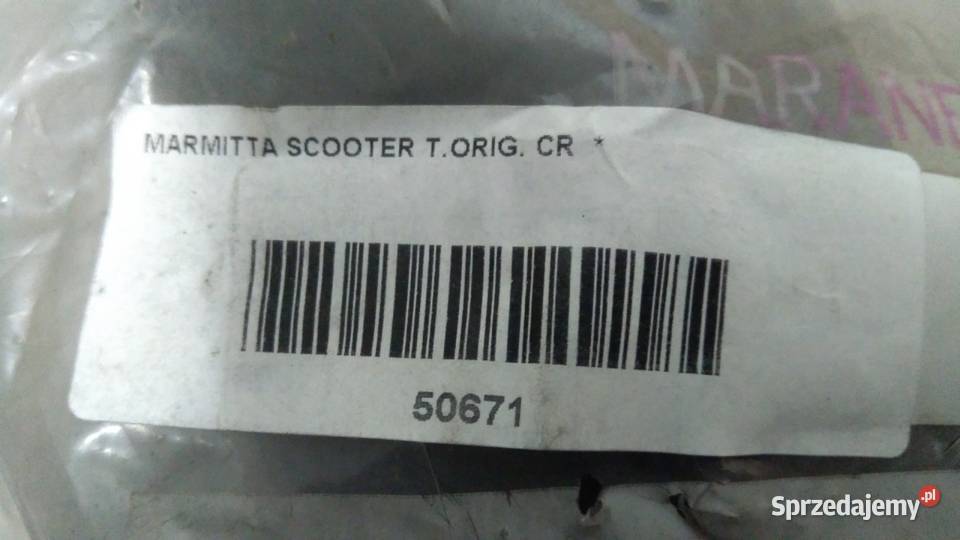 MARMITTA SCOOTER T.ORIG. CR *
50671
Sprzedajemy.pl